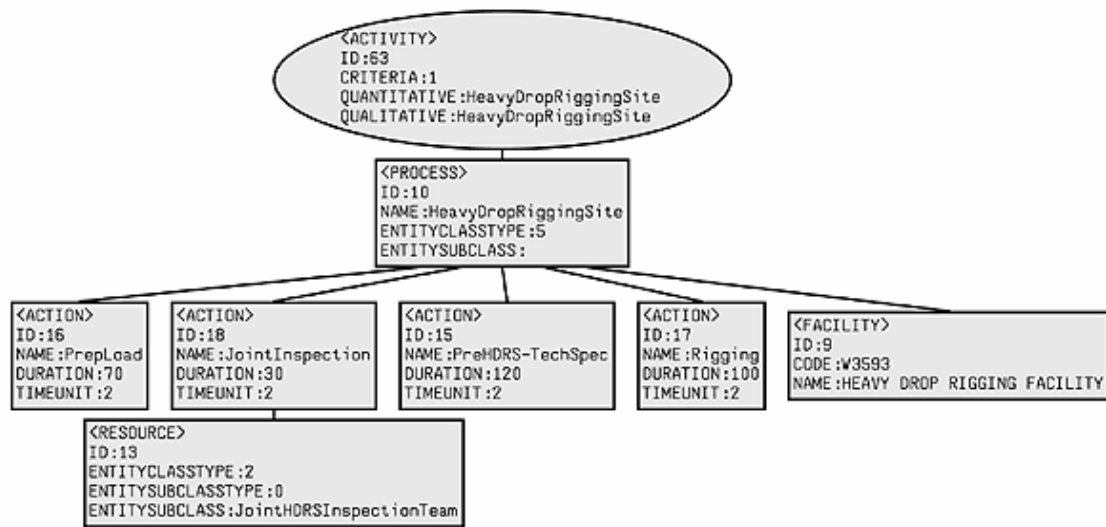 <ACTIVITY>
ID:63
CRITERIA:1
QUANTITATIVE:HeavyDropRiggingSite
QUALITATIVE:HeavyDropRiggingSite
<PROCESS>
ID:10
NAME:HeavyDropRiggingSite
ENTITYCLASSTYPE:5
ENTITYSUBCLASS:
<ACTION>
ID:16
NAME:PrepLoad
DURATION:70
TIMEUNIT:2
<ACTION>
ID:18
NAME:JointInspection
DURATION:30
TIMEUNIT:2
<ACTION>
ID:15
NAME:PreHDRS-TechSpec
DURATION:120
TIMEUNIT:2
<ACTION>
ID:17
NAME:Rigging
DURATION:100
TIMEUNIT:2
<FACILITY>
ID:9
CODE:W3593
NAME:HEAVY DROP RIGGING FACILITY
<RESOURCE>
ID:13
ENTITYCLASSTYPE:2
ENTITYSUBCLASSTYPE:0
ENTITYSUBCLASS:JointHDRSInspectionTeam